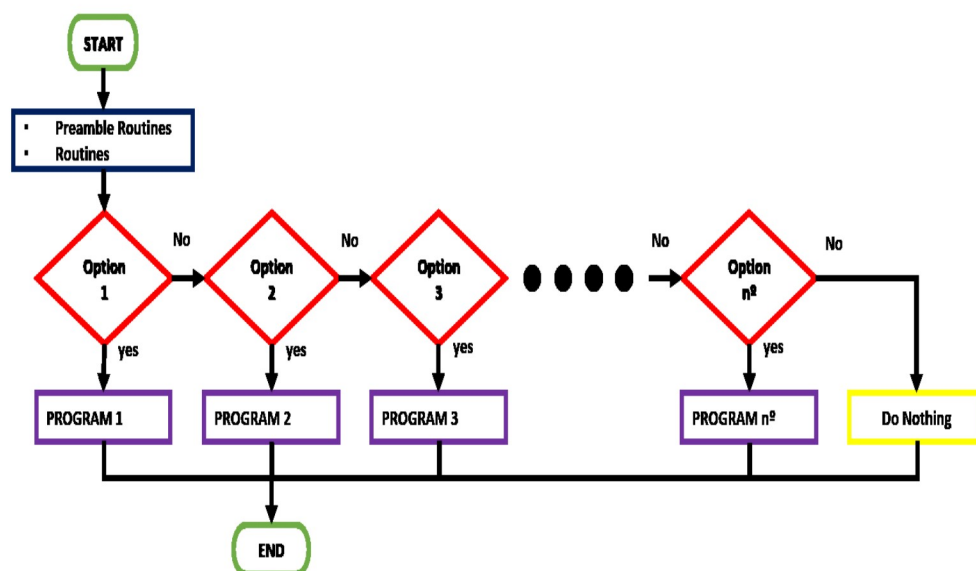 START
▪ Preamble Routines
▪ Routines
No
No
No
No
Option
1
Option
2
Option
3
Option
nº
yes
yes
yes
yes
PROGRAM 1
PROGRAM 2
PROGRAM 3
PROGRAM nº
Do Nothing
END